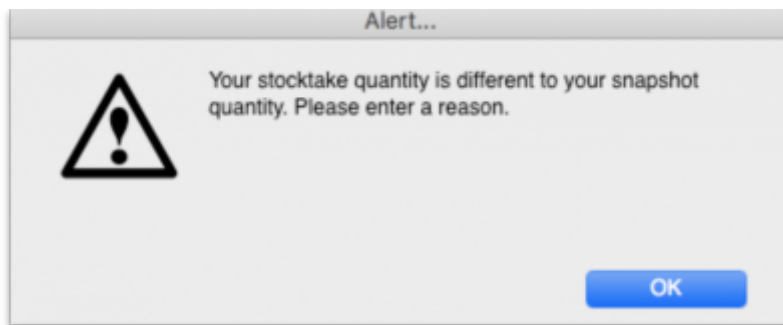 Alert...
Your stocktake quantity is different to your snapshot
quantity. Please enter a reason.
OK